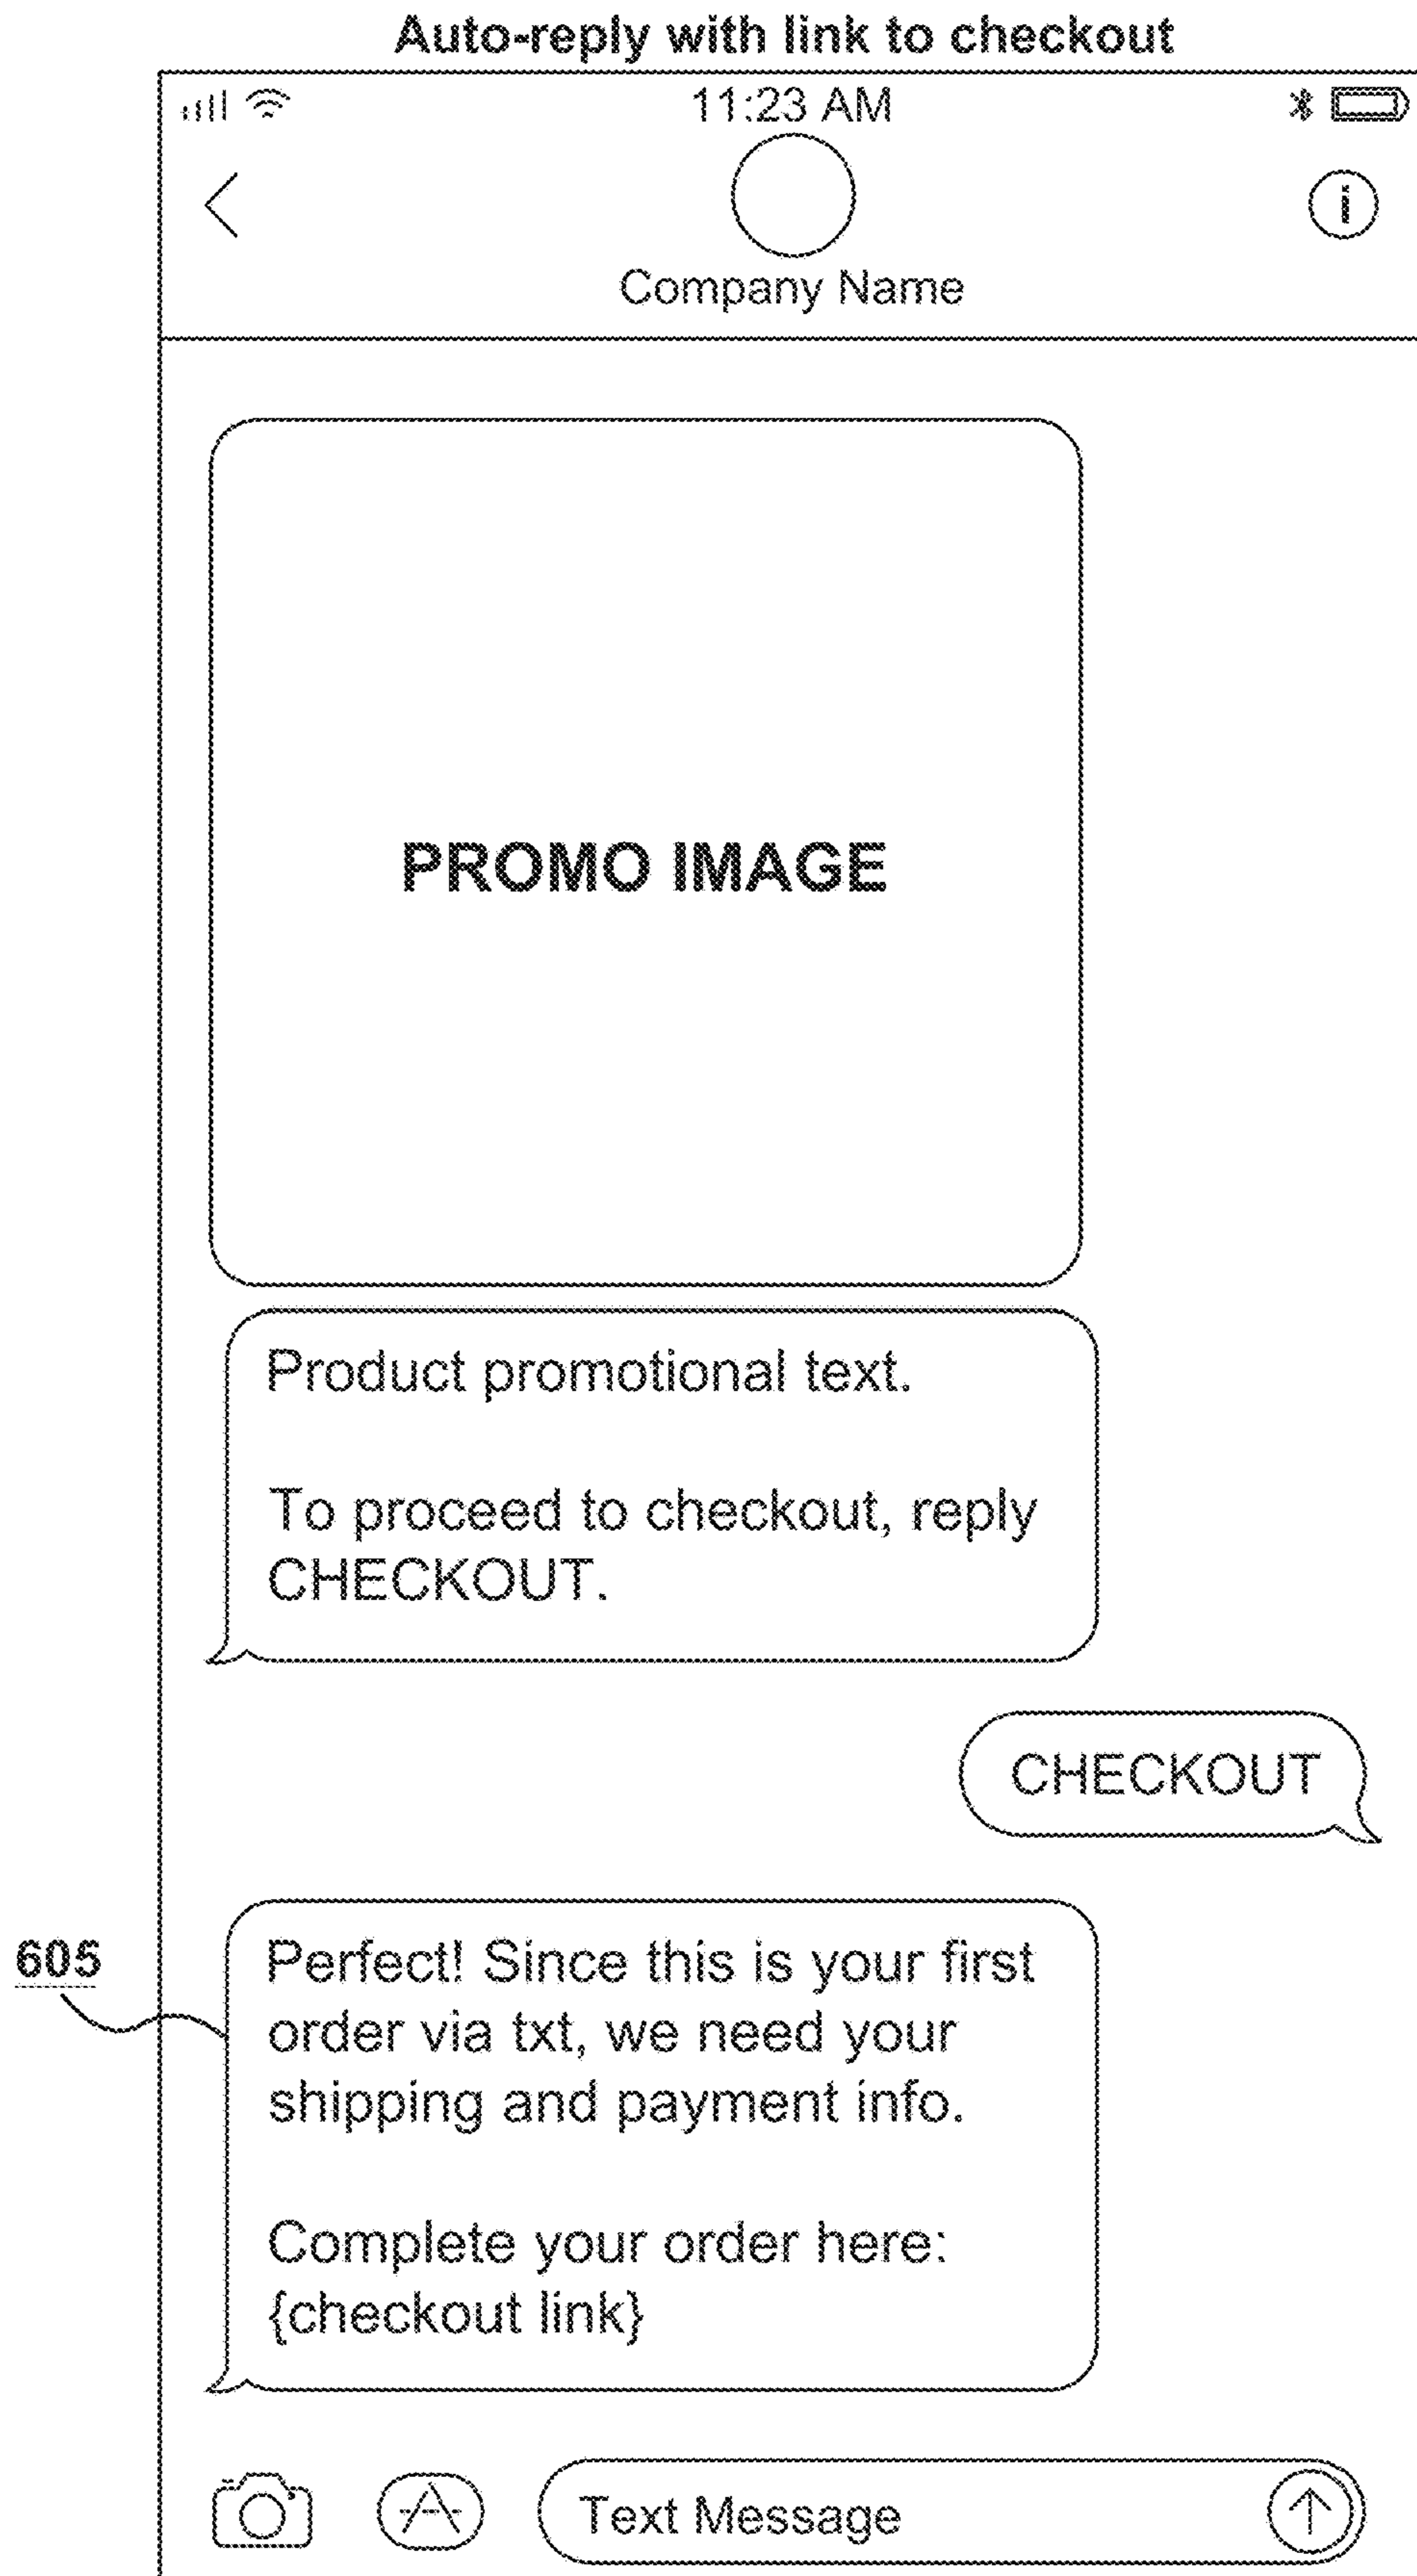 Auto-reply with link to checkout
11:23 AM
i
Company Name
PROMO IMAGE
Product promotional text.
To proceed to checkout, reply
CHECKOUT.
CHECKOUT
605
Perfect! Since this is your first
order via txt, we need your
shipping and payment info.
Complete your order here:
{checkout link}
Text Message